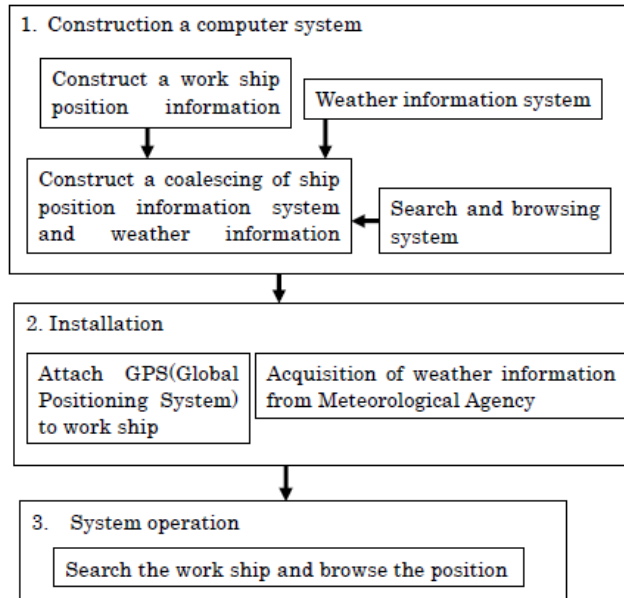 1. Construction a computer system
Construct a work ship
position information
Weather information system
Construct a coalescing of ship
position information system
and weather information
Search and browsing
system
2. Installation
Attach GPS(Global
Positioning System)
to work ship
Acquisition of weather information
from Meteorological Agency
3. System operation
Search the work ship and browse the position